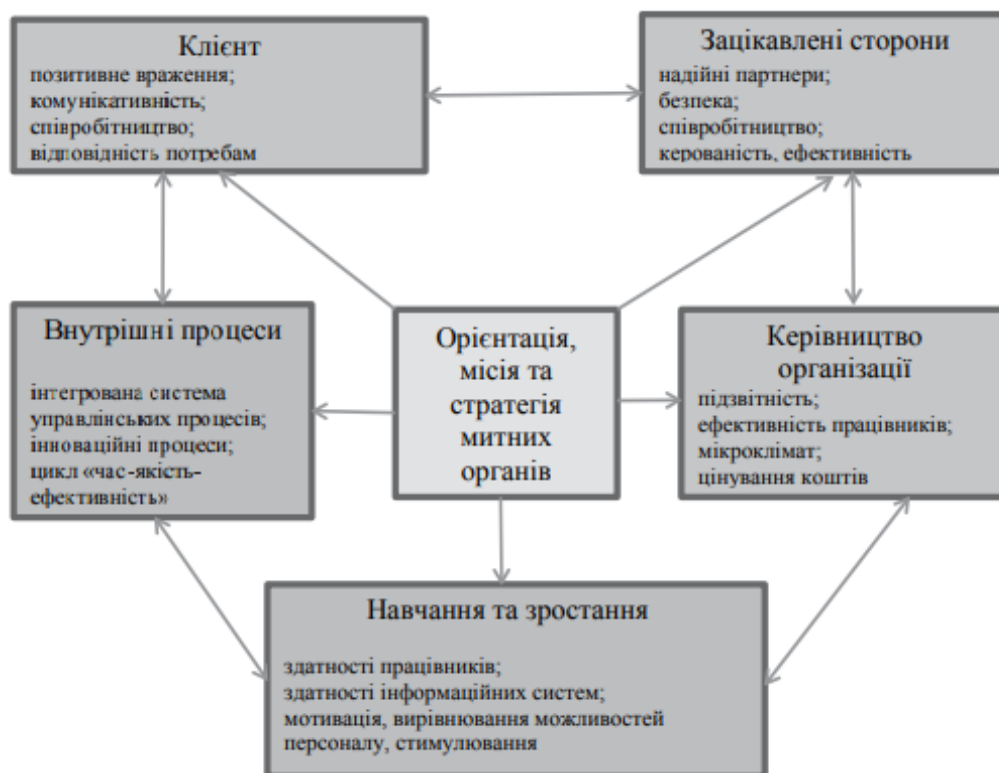 Клієнт
позитивне враження;
комунікативність;
співробітництво;
відповідність потребам
Зацікавлені сторони
надійні партнери;
безпека;
співробітництво;
керованість, ефективність
Внутрішні процеси
інтегрована система
управлінських процесів;
інноваційні процеси;
цикл «час-якість-
ефективність»
Орієнтація,
місія та
стратегія
митних
органів
Керівництво
організації
підзвітність;
ефективність працівників;
мікроклімат;
цінування коштів
Навчання та зростання
здатності працівників;
здатності інформаційних систем;
мотивація, вирівнювання можливостей
персоналу, стимулювання